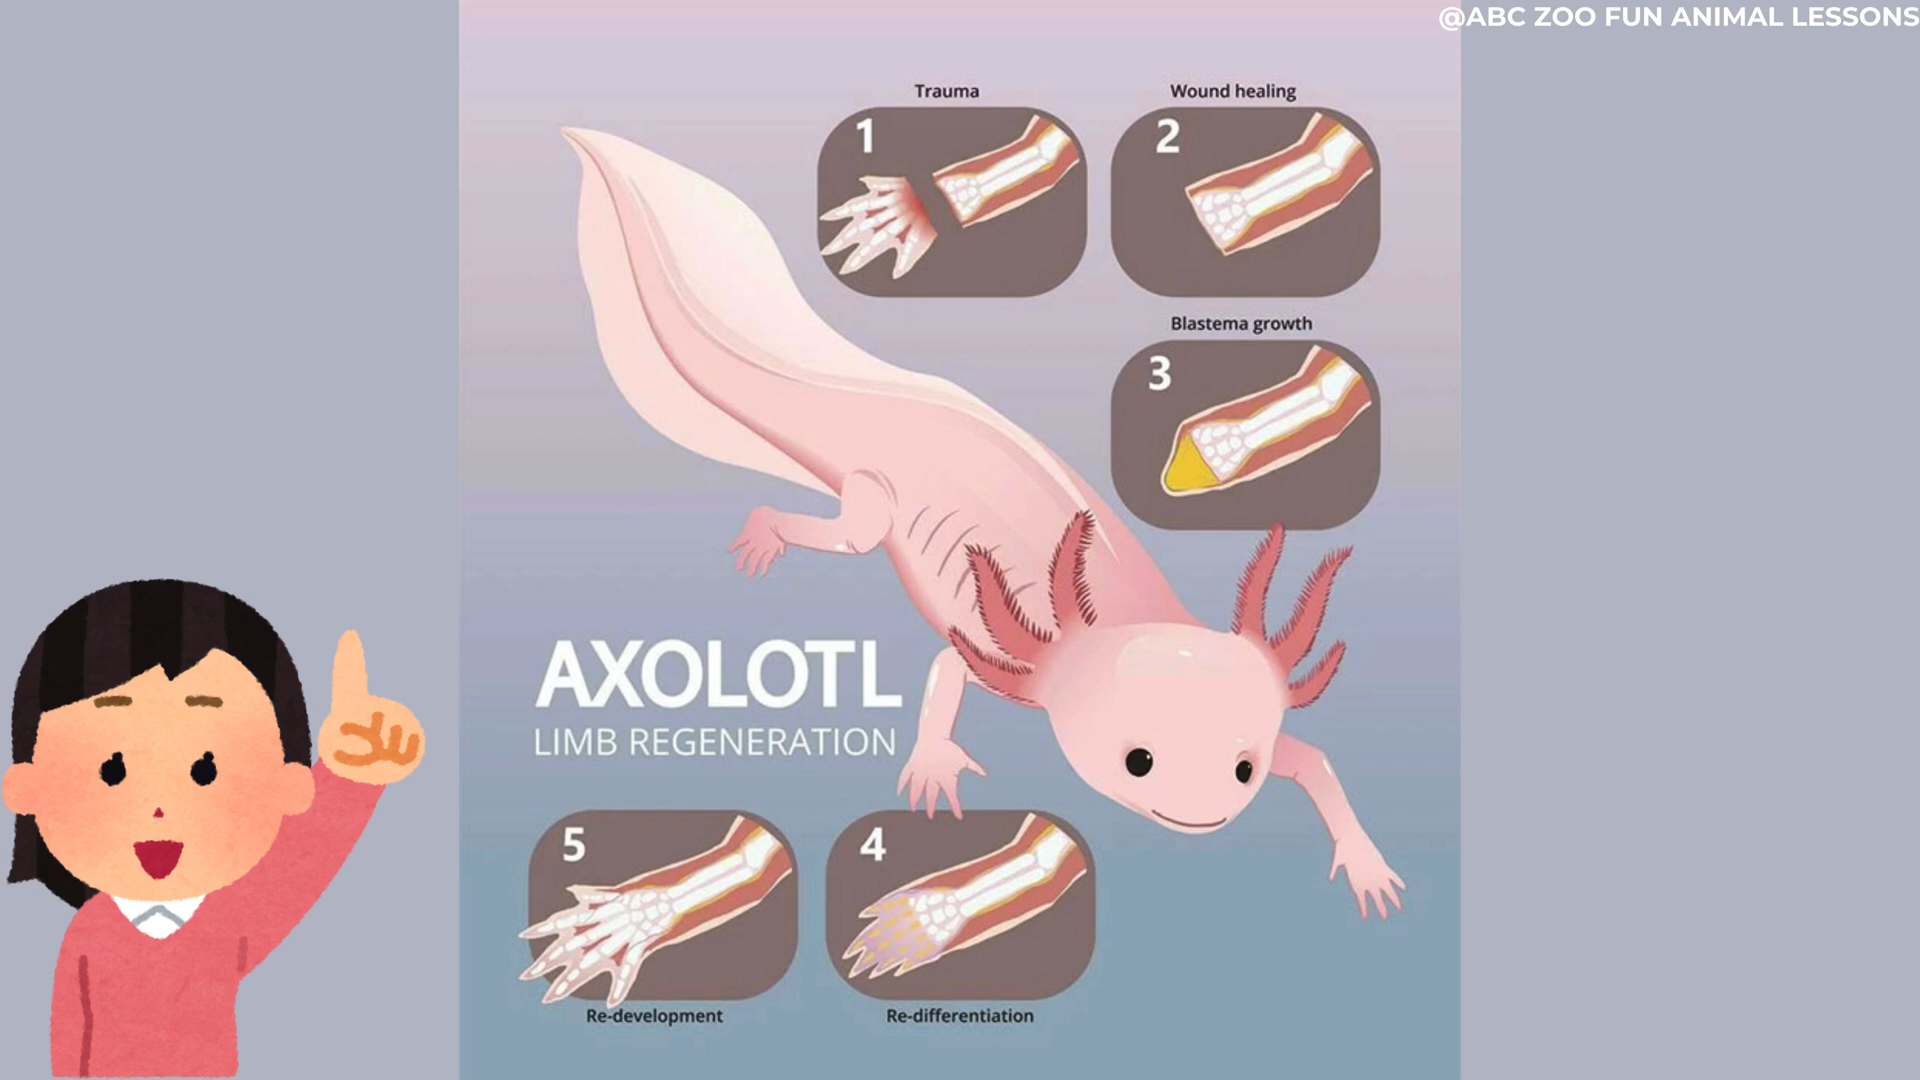 @ABC ZOO FUN ANIMAL LESSONS
Trauma
1
Wound healing
2
Blastema growth
3
AXOLOTL
LIMB REGENERATION
5
4
Re-development
Re-differentiation